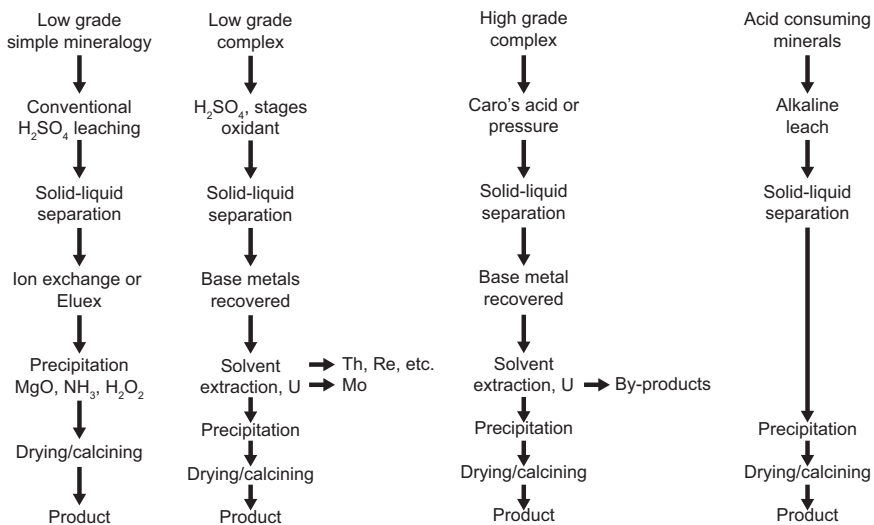 Low grade
simple mineralogy
Conventional
H₂SO₄ leaching
Solid-liquid
separation
Ion exchange or
Eluex
Precipitation
MgO, NH₃, H₂O₂
Drying/calcining
Product
Low grade
complex
H₂SO₄, stages
oxidant
Solid-liquid
separation
Base metals
recovered
Solvent
extraction, U
Th, Re, etc.
Mo
Precipitation
Drying/calcining
Product
High grade
complex
Caro's acid or
pressure
Solid-liquid
separation
Base metal
recovered
Solvent
extraction, U
By-products
Precipitation
Drying/calcining
Product
Acid consuming
minerals
Alkaline
leach
Solid-liquid
separation
Precipitation
Drying/calcining
Product